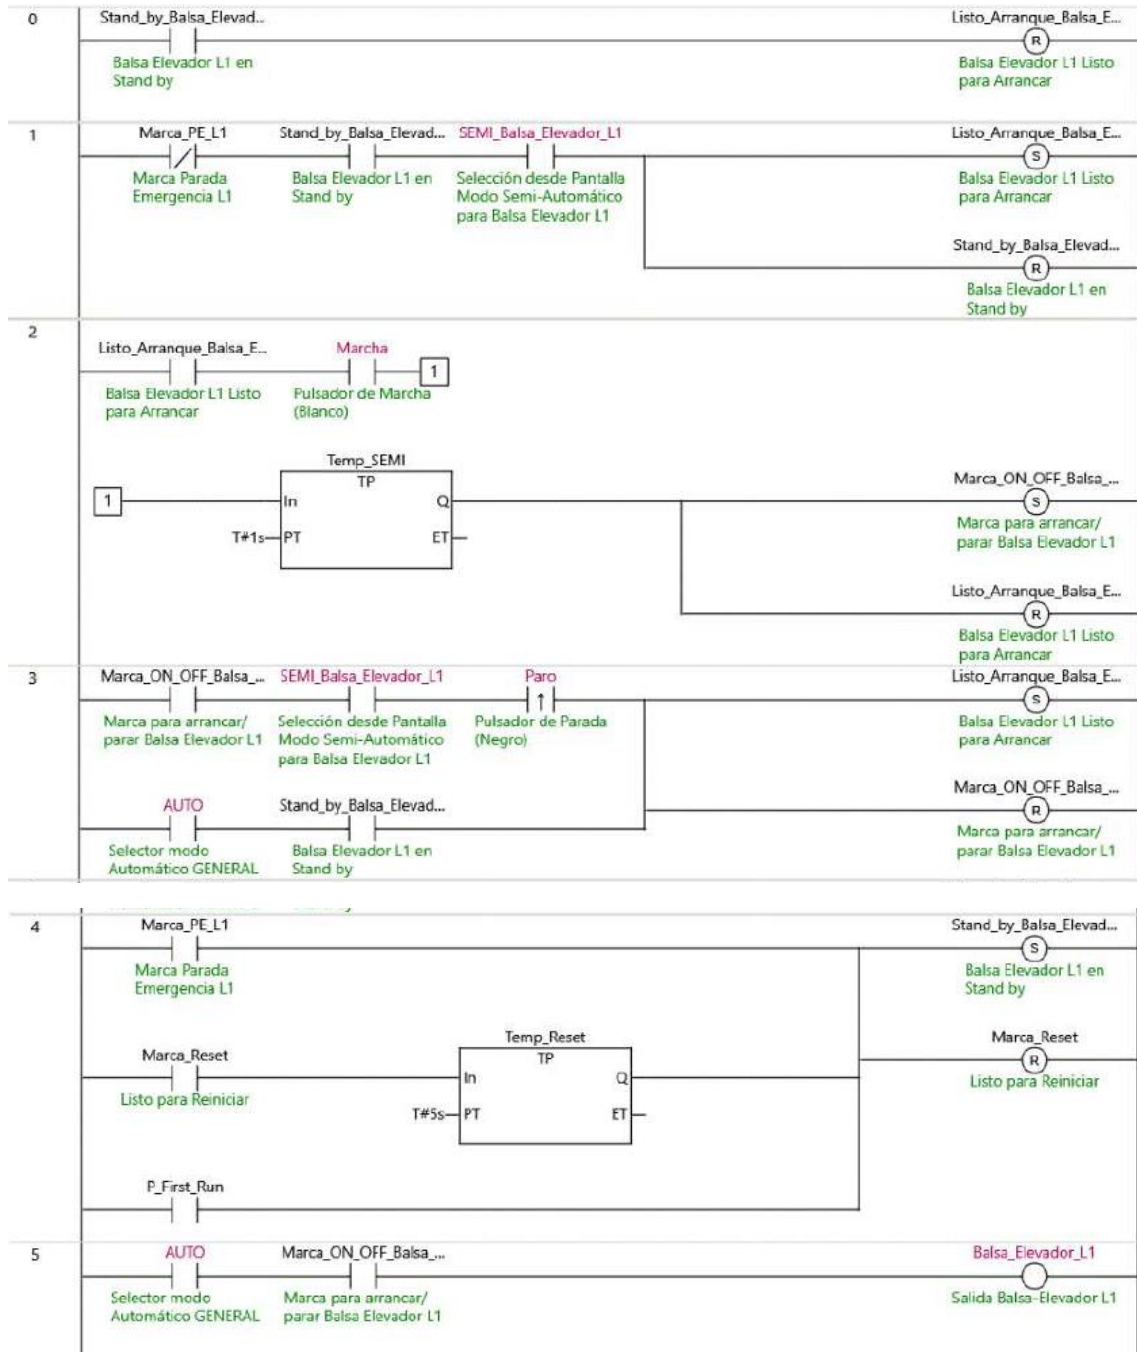 0
Stand_by_Balsa_Elevad...
Listo_Arranque_Balsa_E...
R
Balsa Elevador L1 en
Stand by
Balsa Elevador L1 Listo
para Arrancar
1
Marca_PE_L1
Stand_by_Balsa_Elevad...
SEMI_Balsa_Elevador_L1
Listo_Arranque_Balsa_E...
S
Marca Parada
Emergencia L1
Balsa Elevador L1 en
Stand by
Selección desde Pantalla
Modo Semi-Automático
para Balsa Elevador L1
Balsa Elevador L1 Listo
para Arrancar
Stand_by_Balsa_Elevad...
R
Balsa Elevador L1 en
Stand by
2
Listo_Arranque_Balsa_E...
Marcha
1
Balsa Elevador L1 Listo
para Arrancar
Pulsador de Marcha
(Blanco)
Temp_SEMI
TP
1
In
Q
T#1s
PT
ET
Marca_ON_OFF_Balsa_...
S
Marca para arrancar/
parar Balsa Elevador L1
Listo_Arranque_Balsa_E...
R
Balsa Elevador L1 Listo
para Arrancar
3
Marca_ON_OFF_Balsa_...
SEMI_Balsa_Elevador_L1
Paro
Listo_Arranque_Balsa_E...
S
Marca para arrancar/
parar Balsa Elevador L1
Selección desde Pantalla
Modo Semi-Automático
para Balsa Elevador L1
Pulsador de Parada
(Negro)
Balsa Elevador L1 Listo
para Arrancar
AUTO
Stand_by_Balsa_Elevad...
Marca_ON_OFF_Balsa_...
R
Selector modo
Automático GENERAL
Balsa Elevador L1 en
Stand by
Marca para arrancar/
parar Balsa Elevador L1
4
Marca_PE_L1
Stand_by_Balsa_Elevad...
S
Marca Parada
Emergencia L1
Balsa Elevador L1 en
Stand by
Marca_Reset
Listo para Reiniciar
Temp_Reset
TP
In
Q
T#5s
PT
ET
Marca_Reset
R
Listo para Reiniciar
P_First_Run
5
AUTO
Marca_ON_OFF_Balsa_...
Balsa_Elevador_L1
Selector modo
Automático GENERAL
Marca para arrancar/
parar Balsa Elevador L1
Salida Balsa-Elevador L1